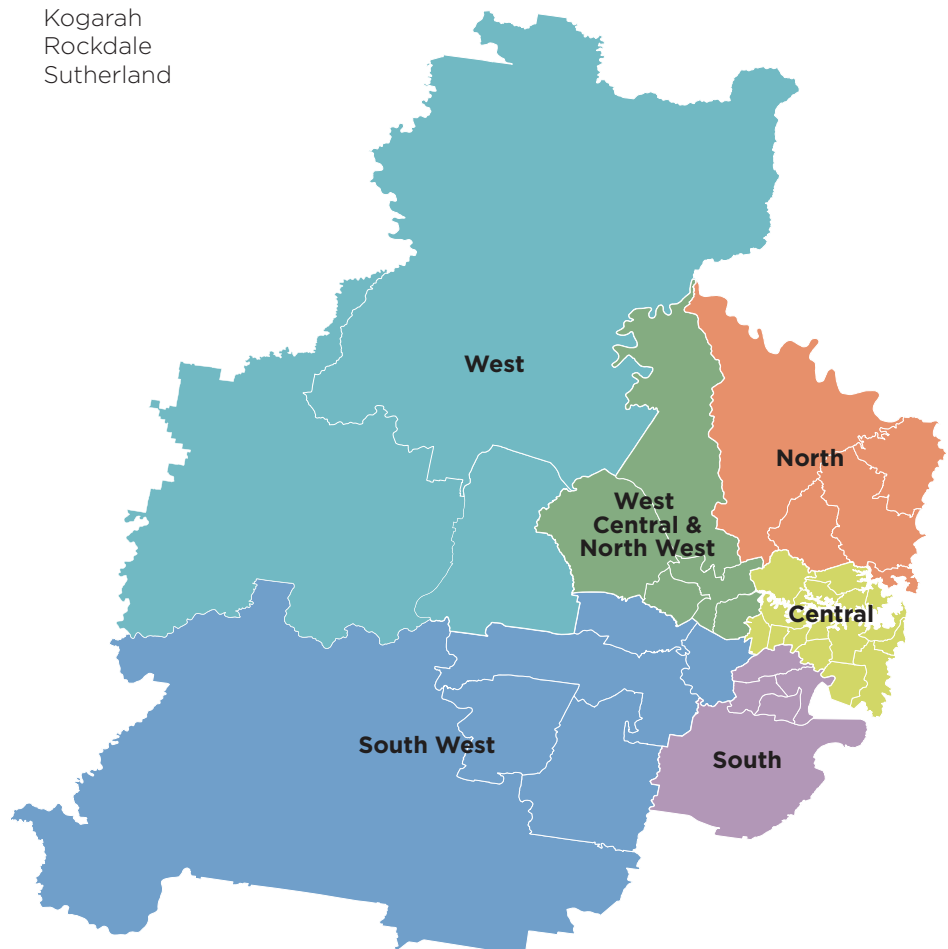 Kogarah
Rockdale
Sutherland
West
North
West
Central &
North West
Central
South West
South